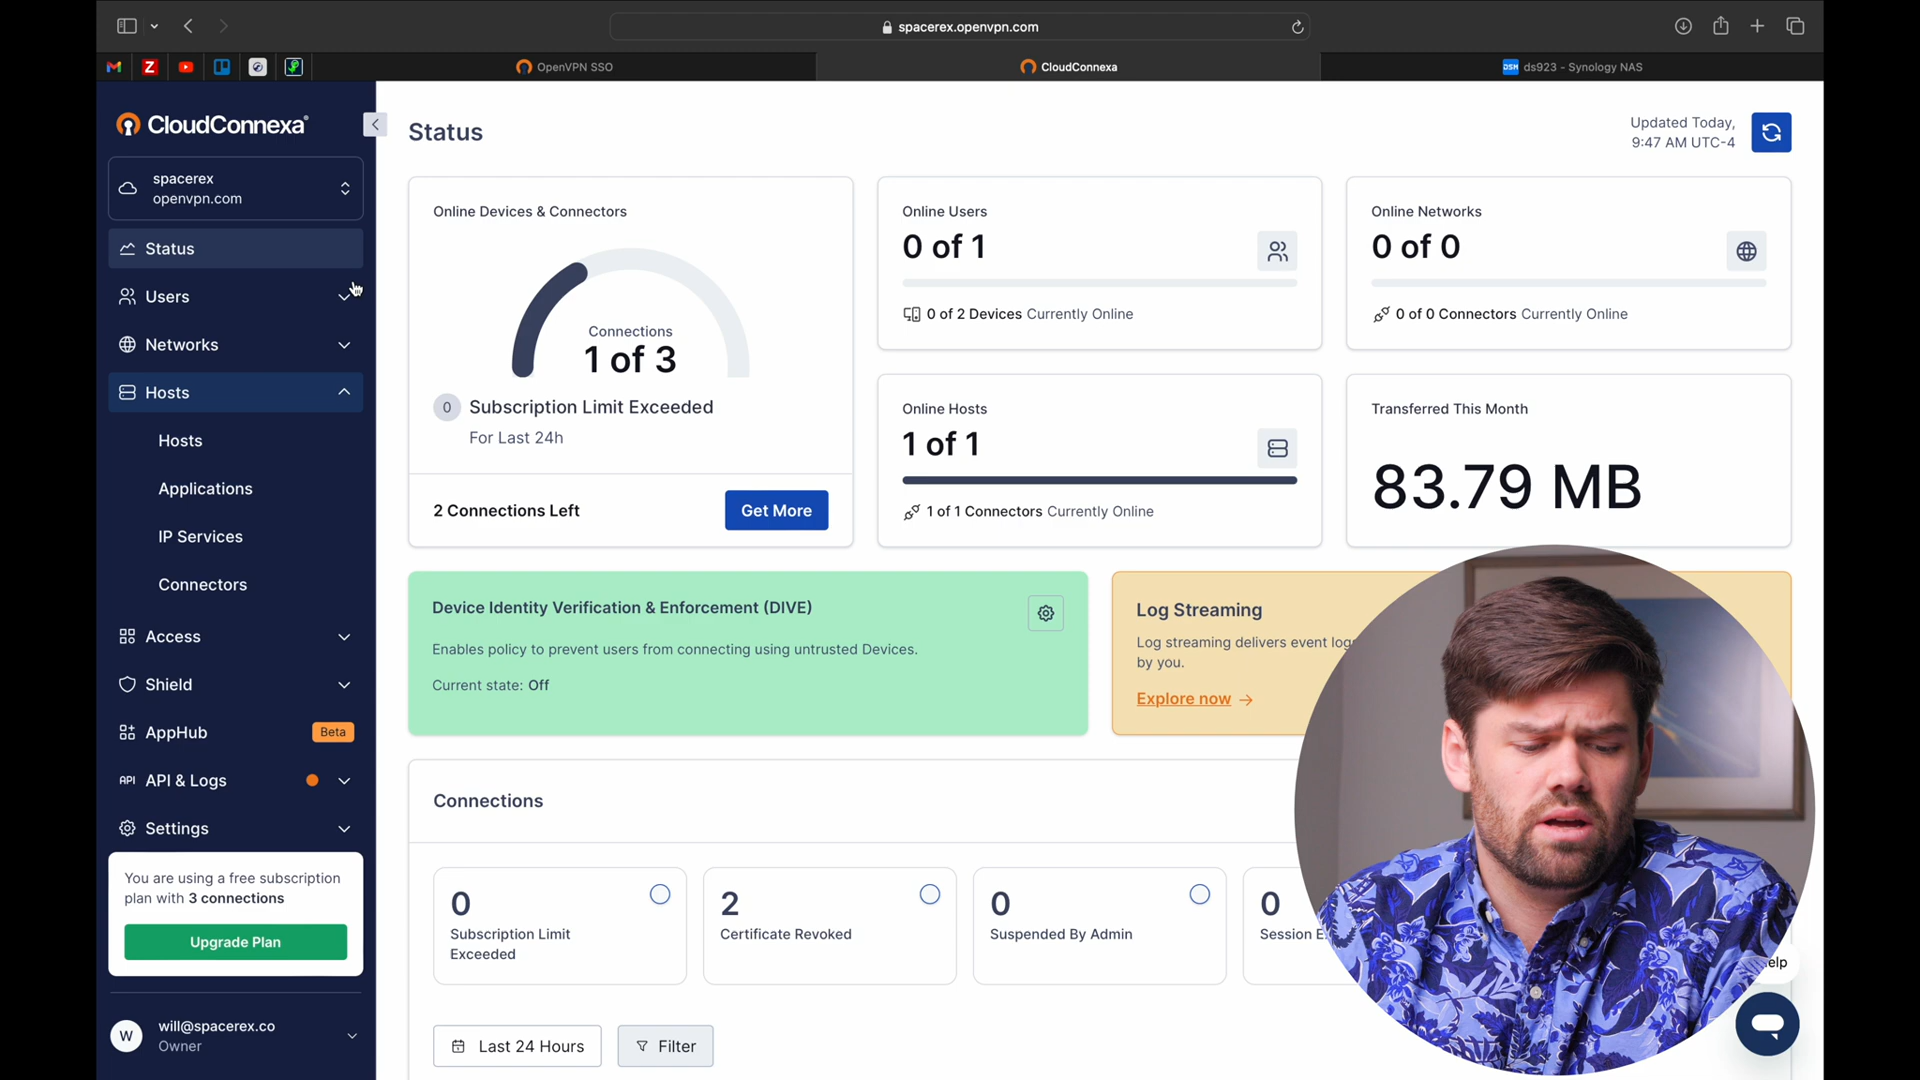 spacerex.openvpn.com
OpenVPN SSO
CloudConnexa
DSM ds923 - Synology NAS
CloudConnexa
spacerex
openvpn.com
Status
Users
Networks
Hosts
Hosts
Applications
IP Services
Connectors
Access
Shield
AppHub Beta
API API & Logs
Settings
You are using a free subscription
plan with 3 connections
Upgrade Plan
W
will@spacerex.co
Owner
Status
Updated Today,
9:47 AM UTC-4
Online Devices & Connectors
Connections
1 of 3
0 Subscription Limit Exceeded
For Last 24h
2 Connections Left
Get More
Online Users
0 of 1
0 of 2 Devices Currently Online
Online Networks
0 of 0
0 of 0 Connectors Currently Online
Online Hosts
1 of 1
1 of 1 Connectors Currently Online
Transferred This Month
83.79 MB
Device Identity Verification & Enforcement (DIVE)
Enables policy to prevent users from connecting using untrusted Devices.
Current state: Off
Log Streaming
Log streaming delivers event log
by you.
Explore now →
Connections
0
Subscription Limit
Exceeded
2
Certificate Revoked
0
Suspended By Admin
0
Session E
elp
Last 24 Hours
Filter